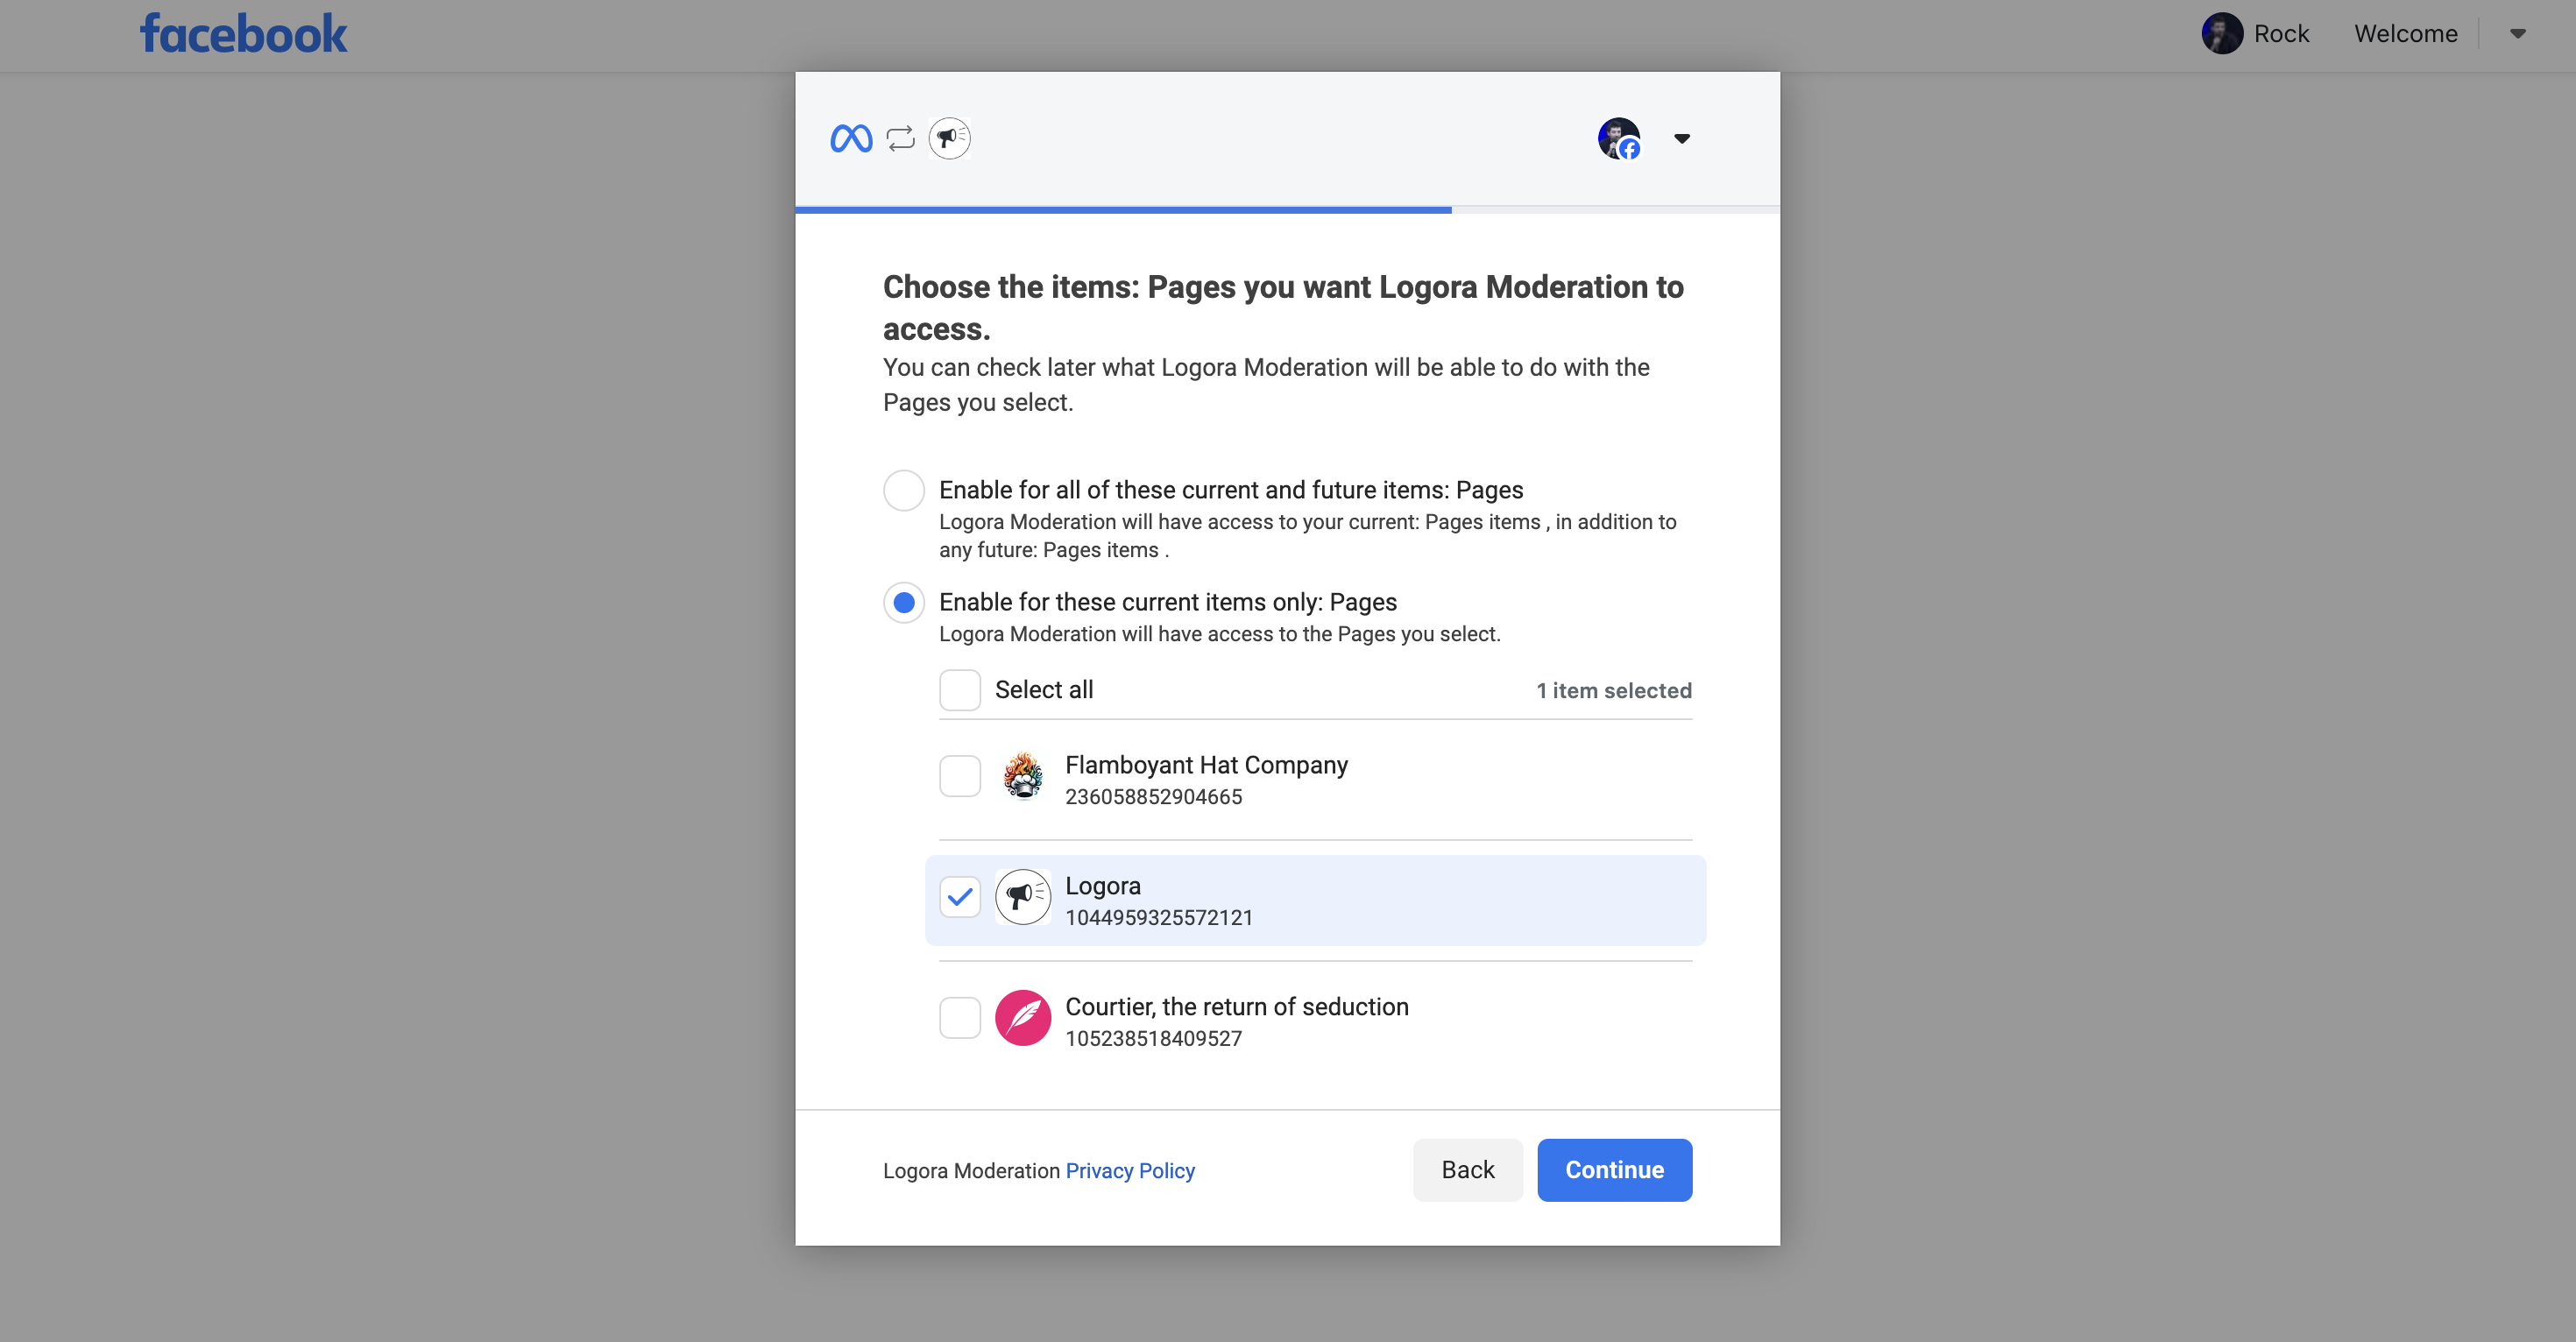 facebook
Rock
Welcome
Choose the items: Pages you want Logora Moderation to
access.
You can check later what Logora Moderation will be able to do with the
Pages you select.
Enable for all of these current and future items: Pages
Logora Moderation will have access to your current: Pages items , in addition to
any future: Pages items .
Enable for these current items only: Pages
Logora Moderation will have access to the Pages you select.
Select all
1 item selected
Flamboyant Hat Company
236058852904665
Logora
1044959325572121
Courtier, the return of seduction
105238518409527
Logora Moderation Privacy Policy
Back
Continue